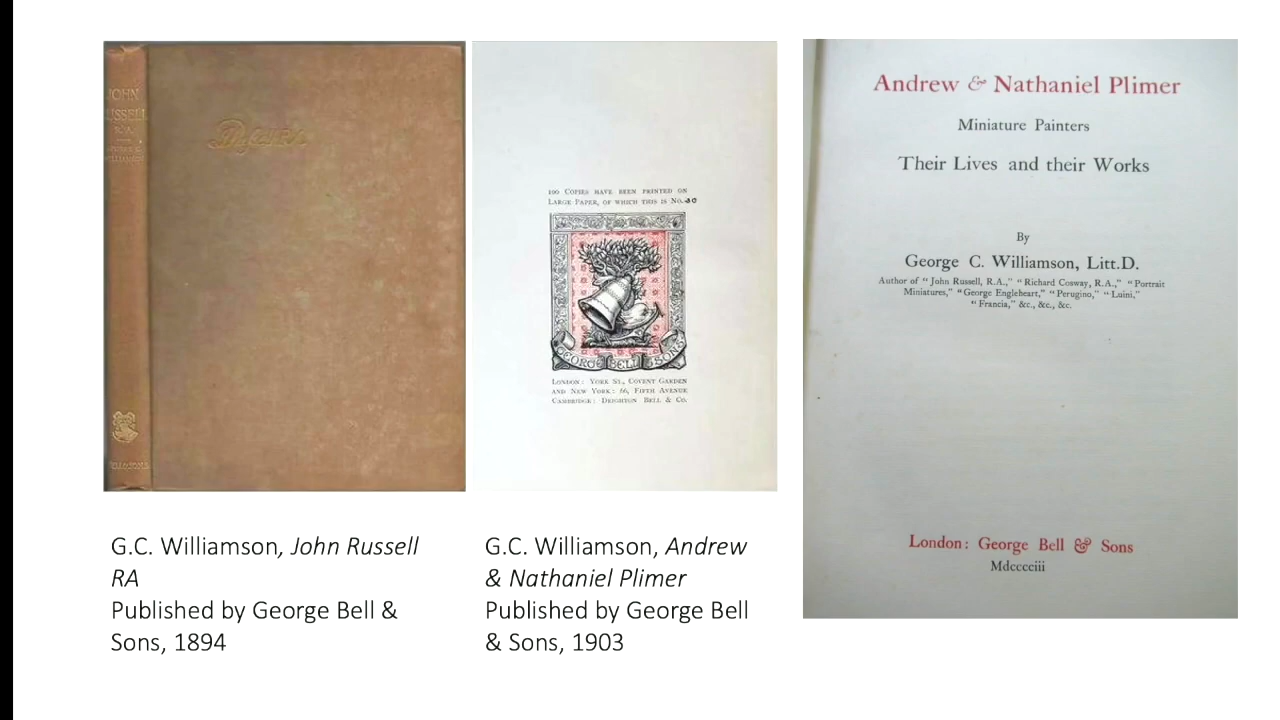 JOHN
RUSSELL
R.A.
GEORGE C.
WILLIAMSON
100 COPIES HAVE BEEN PRINTED ON
LARGE PAPER, OF WHICH THIS IS NO. 30
GEORGE BELL & SONS
LONDON: YORK ST., COVENT GARDEN
AND NEW YORK: 66, FIFTH AVENUE
CAMBRIDGE: DEIGHTON BELL & CO.
Andrew & Nathaniel Plimer
Miniature Painters
Their Lives and their Works
By
George C. Williamson, Litt.D.
Author of "John Russell, R.A.," "Richard Cosway, R.A.," "Portrait
Miniatures," "George Engleheart," "Perugino," "Luini,"
"Francia," &c., &c., &c.
London: George Bell & Sons
Mdcccciii
G.C. Williamson, John Russell
RA
Published by George Bell &
Sons, 1894
G.C. Williamson, Andrew
& Nathaniel Plimer
Published by George Bell
& Sons, 1903